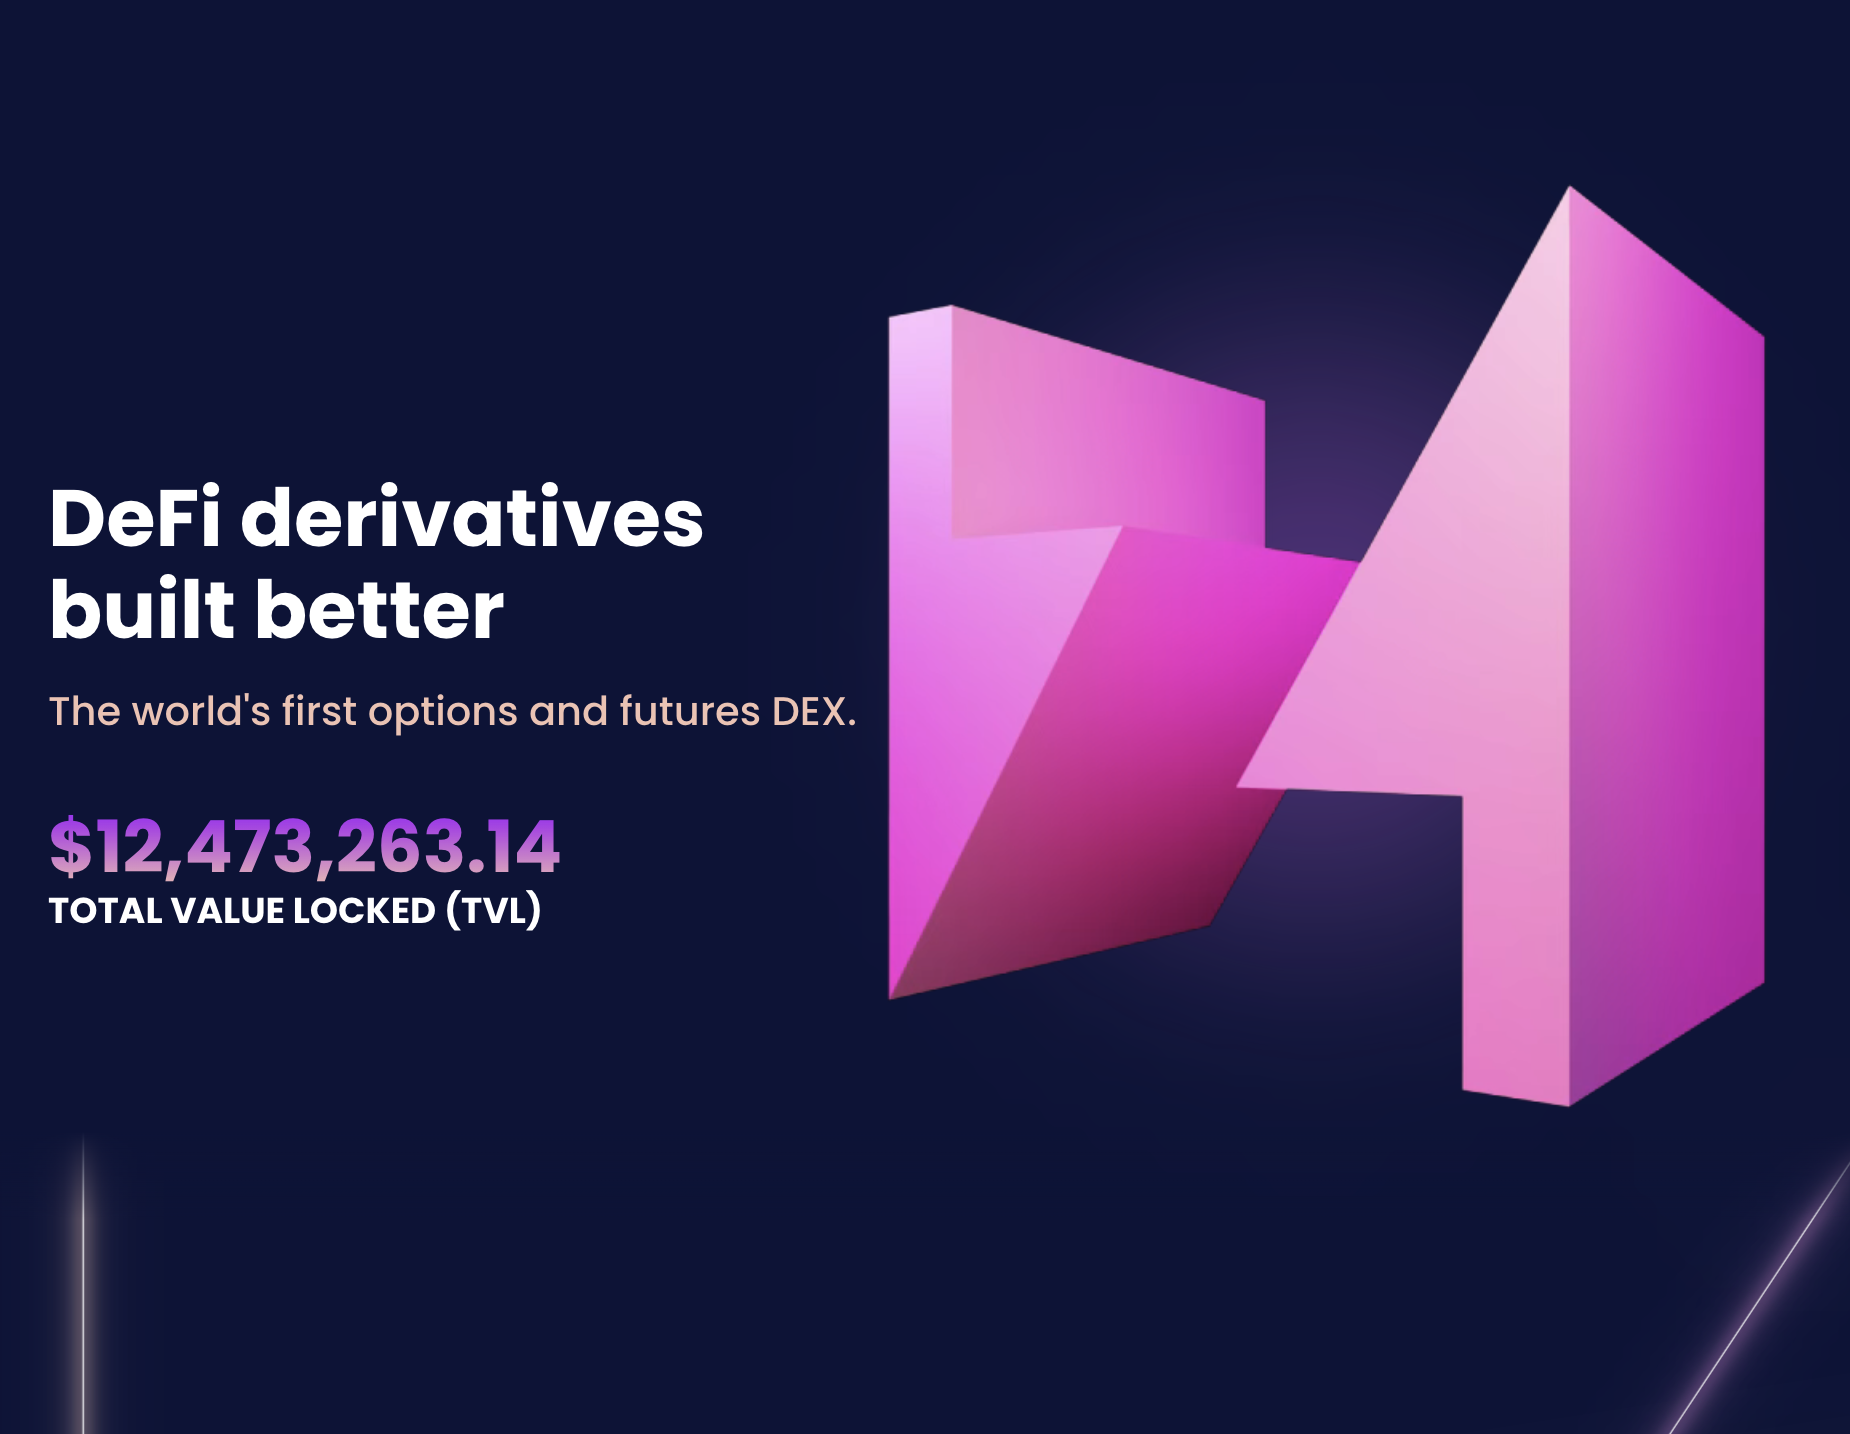 DeFi derivatives
built better
The world's first options and futures DEX.
$12,473,263.14
TOTAL VALUE LOCKED (TVL)